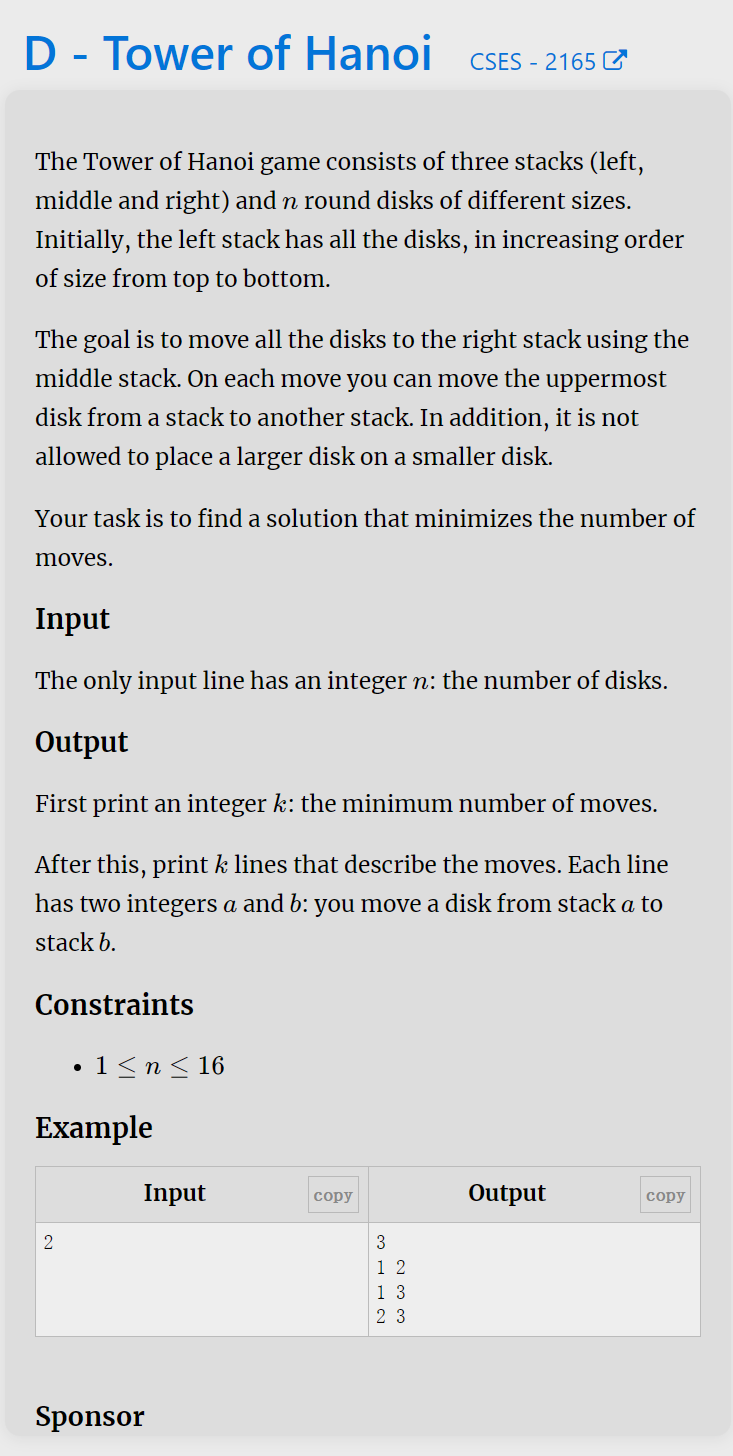 D - Tower of Hanoi CSES - 2165
The Tower of Hanoi game consists of three stacks (left,
middle and right) and n round disks of different sizes.
Initially, the left stack has all the disks, in increasing order
of size from top to bottom.
The goal is to move all the disks to the right stack using the
middle stack. On each move you can move the uppermost
disk from a stack to another stack. In addition, it is not
allowed to place a larger disk on a smaller disk.
Your task is to find a solution that minimizes the number of
moves.
Input
The only input line has an integer n: the number of disks.
Output
First print an integer k: the minimum number of moves.
After this, print k lines that describe the moves. Each line
has two integers a and b: you move a disk from stack a to
stack b.
Constraints
• 1 ≤ n ≤ 16
Example
Input copy Output copy
2 3
1 2
1 3
2 3
Sponsor